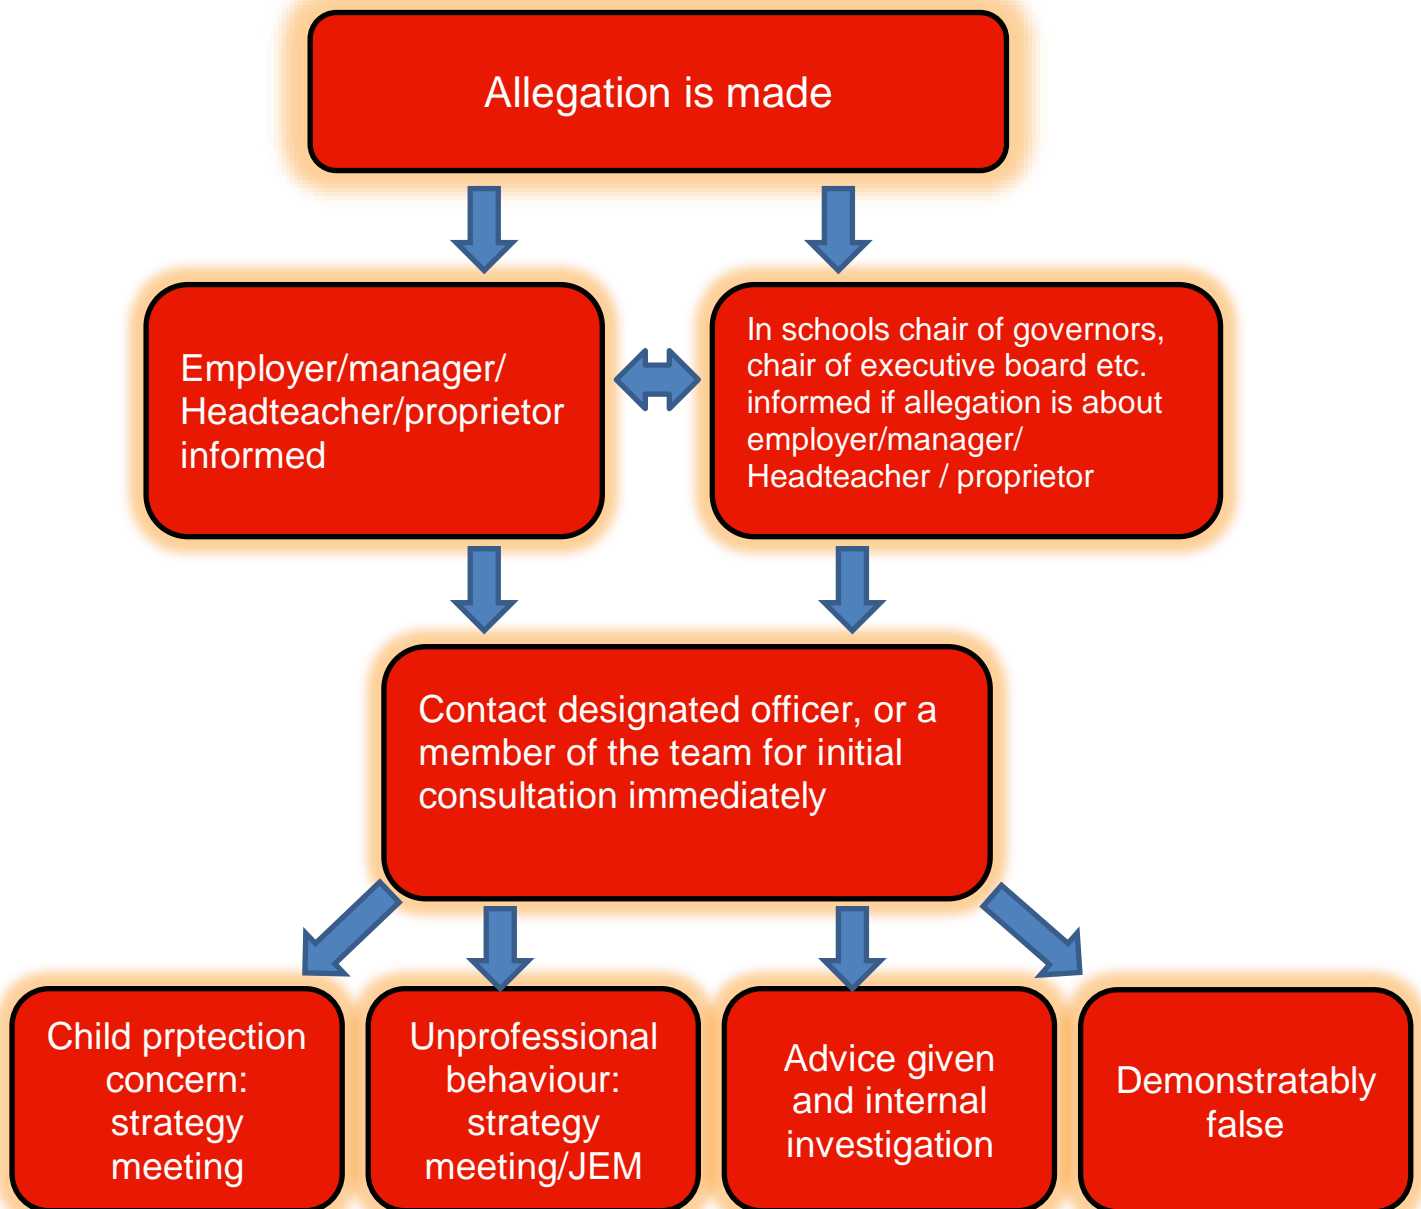 Allegation is made
Employer/manager/
Headteacher/proprietor
informed
In schools chair of governors,
chair of executive board etc.
informed if allegation is about
employer/manager/
Headteacher / proprietor
Contact designated officer, or a
member of the team for initial
consultation immediately
Child prptection
concern:
strategy
meeting
Unprofessional
behaviour:
strategy
meeting/JEM
Advice given
and internal
investigation
Demonstratably
false